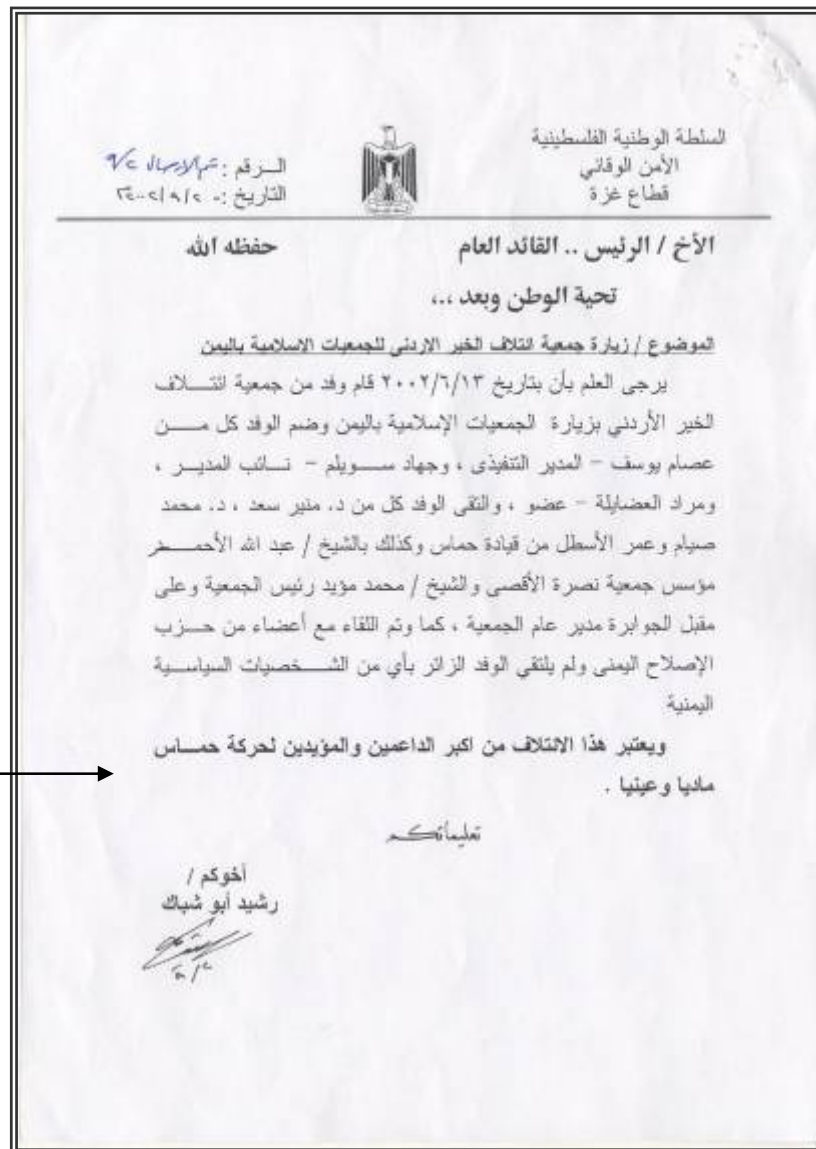 السلطة الوطنية الفلسطينية
الأمن الوقائي
قطاع غزة
الرقم :
التاريخ :
الأخ / الرئيس .. القائد العام حفظه الله
تحية الوطن وبعد ،،،
الموضوع / زيارة جمعية ائتلاف الخير الاردني للجمعيات الاسلامية باليمن
يرجى العلم بأن بتاريخ ٢٠٠٢/٦/١٣ قام وفد من جمعية ائتلاف
الخير الأردني بزيارة الجمعيات الإسلامية باليمن وضم الوفد كل من
عصام يوسف – المدير التنفيذى ، وجهاد سويلم – نائب المدير ،
ومراد العضايلة – عضو ، والتقى الوفد كل من د. منير سعد ، د. محمد
صيام وعمر الأسطل من قيادة حماس وكذلك بالشيخ / عبد الله الأحمر
مؤسس جمعية نصرة الأقصى والشيخ / محمد مؤيد رئيس الجمعية وعلى
مقبل الجوابرة مدير عام الجمعية ، كما وتم اللقاء مع أعضاء من حزب
الإصلاح اليمنى ولم يلتقي الوفد الزائر بأي من الشخصيات السياسية
اليمنية
ويعتبر هذا الائتلاف من اكبر الداعمين والمؤيدين لحركة حماس
ماديا وعينيا .
تعليماتكم
أخوكم /
رشيد أبو شباك